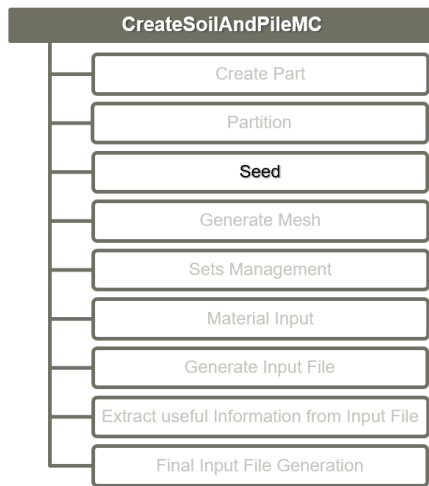 CreateSoilAndPileMC
Create Part
Partition
Seed
Generate Mesh
Sets Management
Material Input
Generate Input File
Extract useful Information from Input File
Final Input File Generation